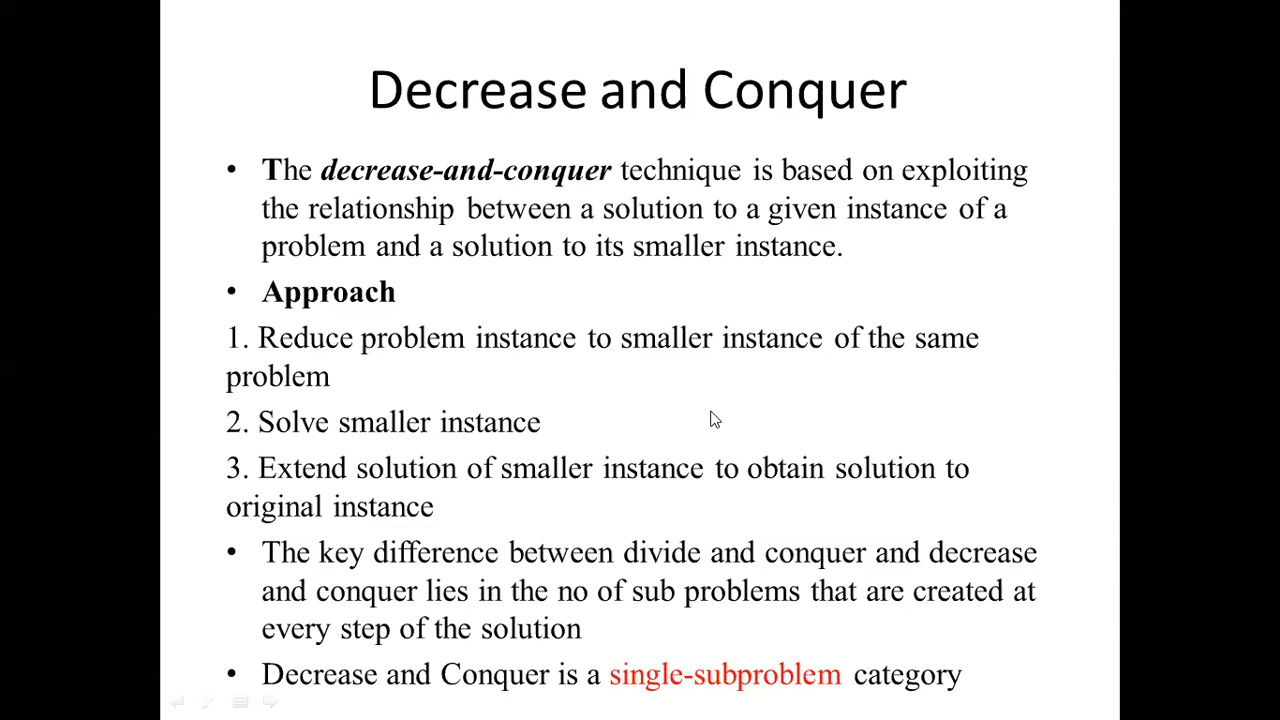 Decrease and Conquer
• The decrease-and-conquer technique is based on exploiting
the relationship between a solution to a given instance of a
problem and a solution to its smaller instance.
• Approach
1. Reduce problem instance to smaller instance of the same
problem
2. Solve smaller instance
3. Extend solution of smaller instance to obtain solution to
original instance
• The key difference between divide and conquer and decrease
and conquer lies in the no of sub problems that are created at
every step of the solution
• Decrease and Conquer is a single-subproblem category